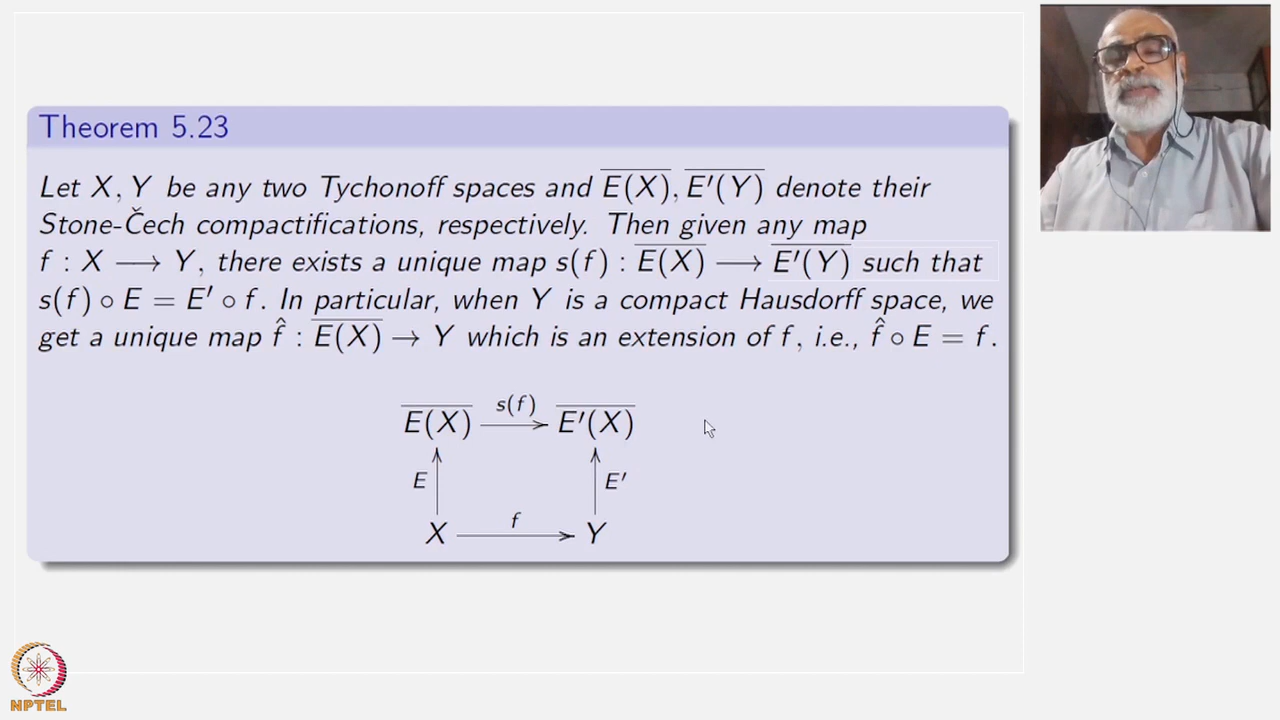 Theorem 5.23
Let X, Y be any two Tychonoff spaces and \overline{E(X)}, \overline{E′(Y)} denote their
Stone-Čech compactifications, respectively. Then given any map
f : X ⟶ Y, there exists a unique map s(f) : \overline{E(X)} ⟶ \overline{E′(Y)} such that
s(f) ∘ E = E′ ∘ f. In particular, when Y is a compact Hausdorff space, we
get a unique map f̂ : \overline{E(X)} → Y which is an extension of f, i.e., f̂ ∘ E = f.
\overline{E(X)} s(f) \overline{E′(X)}
E E′
X f Y
NPTEL